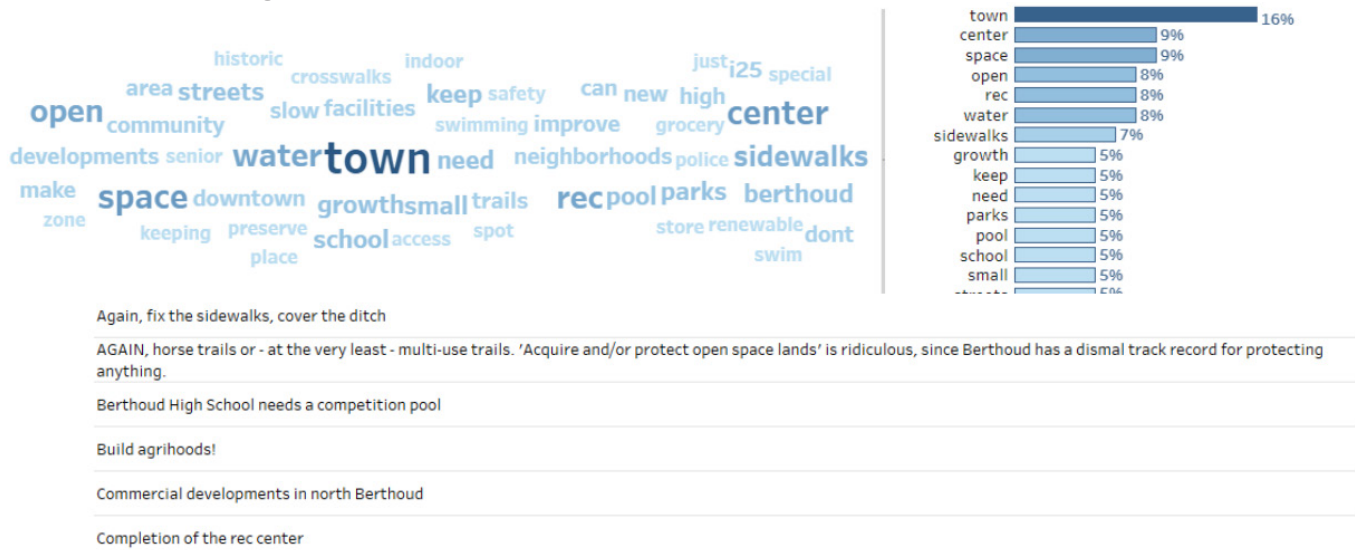 historic
indoor
just
crosswalks
i25
special
area
streets
keep
safety
can
new
high
open
slow
facilities
center
community
swimming
improve
grocery
developments
senior
water
town
need
neighborhoods
police
sidewalks
make
space
downtown
growth
small
trails
rec
pool
parks
berthoud
zone
keeping
preserve
school
access
spot
store
renewable
dont
place
swim
town 16%
center 9%
space 9%
open 8%
rec 8%
water 8%
sidewalks 7%
growth 5%
keep 5%
need 5%
parks 5%
pool 5%
school 5%
small 5%
streets 5%
Again, fix the sidewalks, cover the ditch
AGAIN, horse trails or - at the very least - multi-use trails. 'Acquire and/or protect open space lands' is ridiculous, since Berthoud has a dismal track record for protecting
anything.
Berthoud High School needs a competition pool
Build agrihoods!
Commercial developments in north Berthoud
Completion of the rec center